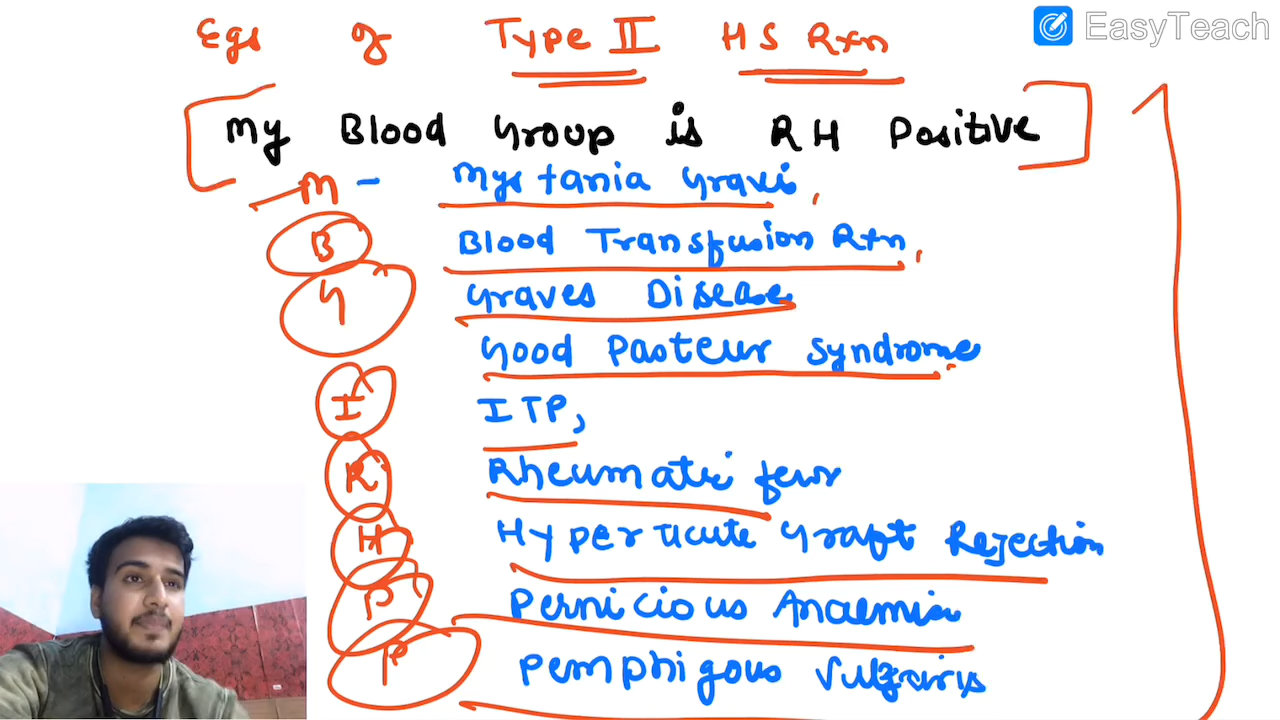 EasyTeach
Egs of Type II HS Rxn
My Blood Group is RH Positive
M - Mystania Gravis,
B Blood Transfusion Rxn,
G Graves Disease
Good Pasteur Syndrome
I ITP,
R Rheumatic fever
H Hyperacute Graft Rejection
P Pernicious Anaemia
P Pemphigous Vulgaris